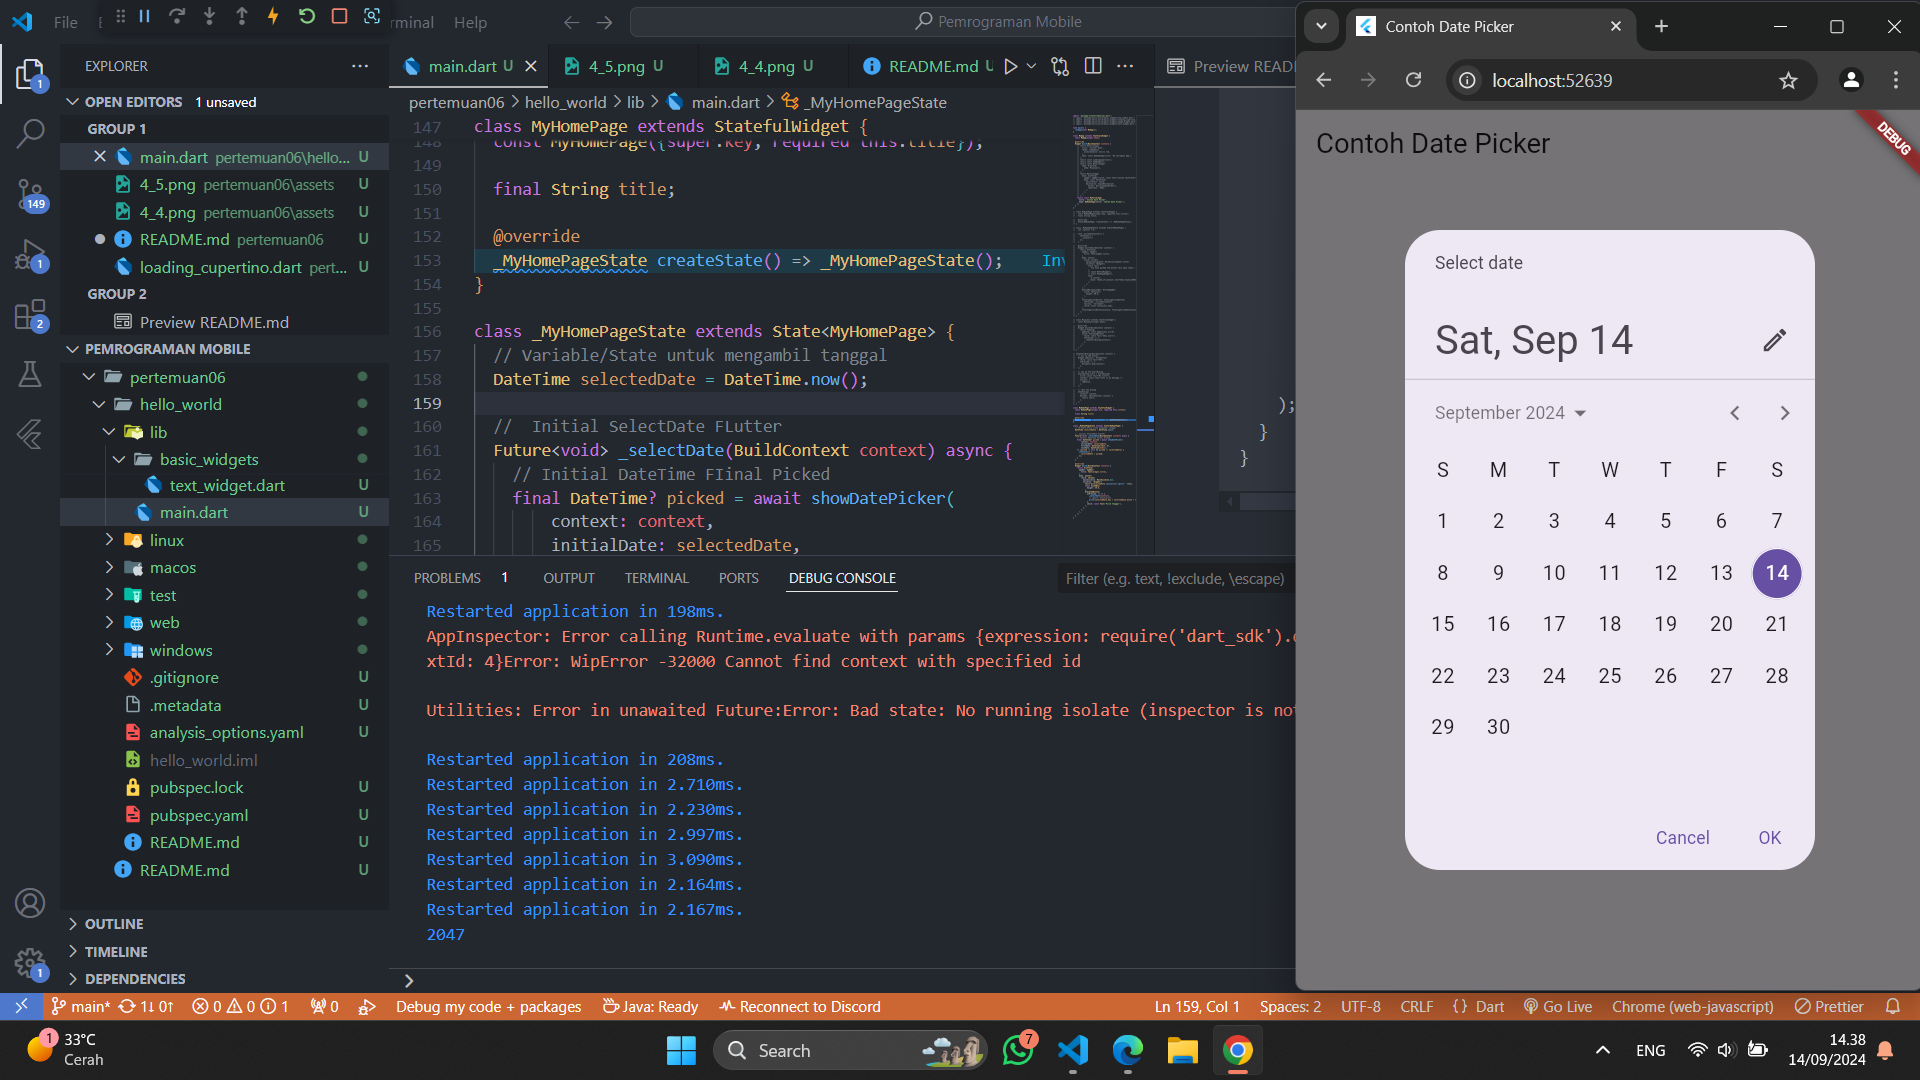 File
rminal
Help
Pemrograman Mobile
EXPLORER
OPEN EDITORS 1 unsaved
GROUP 1
main.dart pertemuan06\hello... U
4_5.png pertemuan06\assets U
4_4.png pertemuan06\assets U
README.md pertemuan06 U
loading_cupertino.dart pert... U
GROUP 2
Preview README.md
PEMROGRAMAN MOBILE
pertemuan06
hello_world
lib
basic_widgets
text_widget.dart U
main.dart U
linux
macos
test
web
windows
.gitignore U
.metadata U
analysis_options.yaml U
hello_world.iml
pubspec.lock U
pubspec.yaml U
README.md U
README.md U
OUTLINE
TIMELINE
DEPENDENCIES
1
149
1
2
1
main.dart U
4_5.png U
4_4.png U
README.md U
Preview READ
pertemuan06 > hello_world > lib > main.dart > _MyHomePageState
147 class MyHomePage extends StatefulWidget {
148 const MyHomePage({super.key, required this.title});
149
150 final String title;
151
152 @override
153 _MyHomePageState createState() => _MyHomePageState(); Inv
154 }
155
156 class _MyHomePageState extends State<MyHomePage> {
157 // Variable/State untuk mengambil tanggal
158 DateTime selectedDate = DateTime.now();
159
160 //  Initial SelectDate FLutter
161 Future<void> _selectDate(BuildContext context) async {
162 // Initial DateTime FIinal Picked
163 final DateTime? picked = await showDatePicker(
164 context: context,
165 initialDate: selectedDate,
);
}
}
PROBLEMS 1 OUTPUT TERMINAL PORTS DEBUG CONSOLE
Filter (e.g. text, !exclude, \escape)
Restarted application in 198ms.
AppInspector: Error calling Runtime.evaluate with params {expression: require('dart_sdk').
xtId: 4}Error: WipError -32000 Cannot find context with specified id
Utilities: Error in unawaited Future:Error: Bad state: No running isolate (inspector is no
Restarted application in 208ms.
Restarted application in 2.710ms.
Restarted application in 2.230ms.
Restarted application in 2.997ms.
Restarted application in 3.090ms.
Restarted application in 2.164ms.
Restarted application in 2.167ms.
2047
main* 1↓ 0↑ 0 0 1 0 Debug my code + packages Java: Ready Reconnect to Discord
Ln 159, Col 1 Spaces: 2 UTF-8 CRLF {} Dart Go Live Chrome (web-javascript) Prettier
Contoh Date Picker
localhost:52639
Contoh Date Picker
DEBUG
Select date
Sat, Sep 14
September 2024
S M T W T F S
1 2 3 4 5 6 7
8 9 10 11 12 13 14
15 16 17 18 19 20 21
22 23 24 25 26 27 28
29 30
Cancel OK
1
33°C
Cerah
Search
7
ENG
14.38
14/09/2024